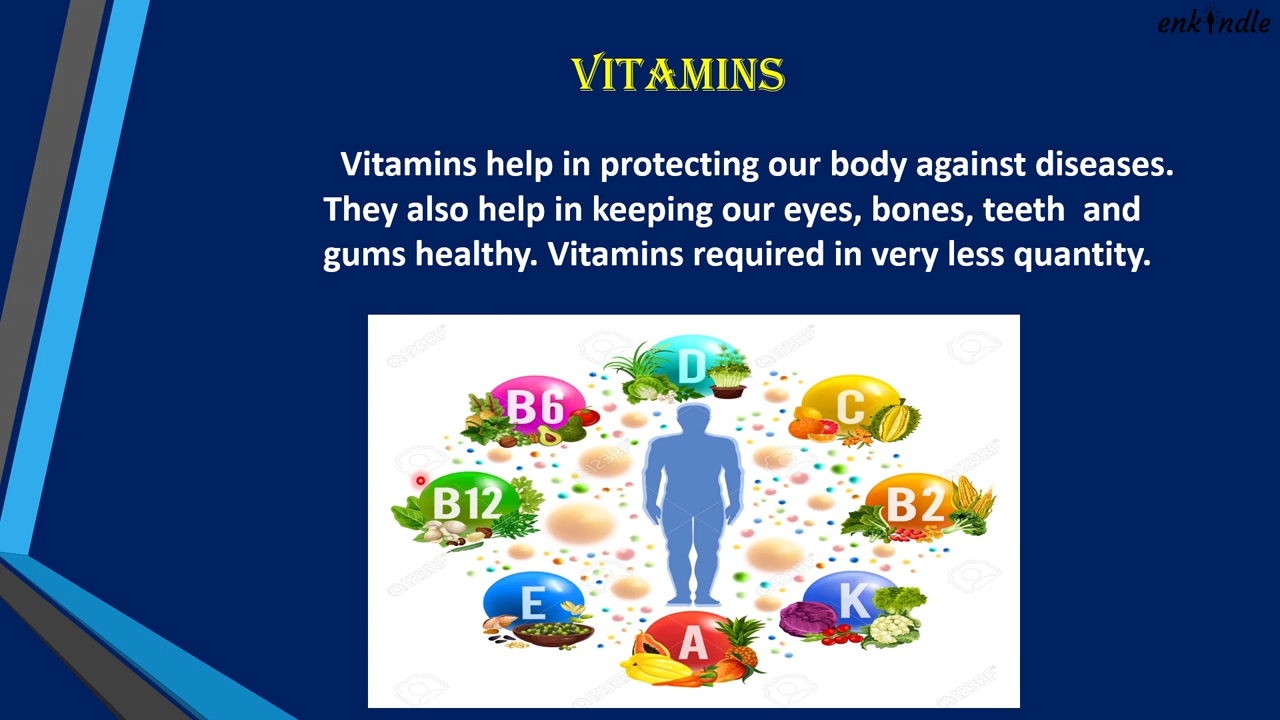 enkindle
VITAMINS
Vitamins help in protecting our body against diseases.
They also help in keeping our eyes, bones, teeth and
gums healthy. Vitamins required in very less quantity.
D
B6
C
B12
B2
E
K
A